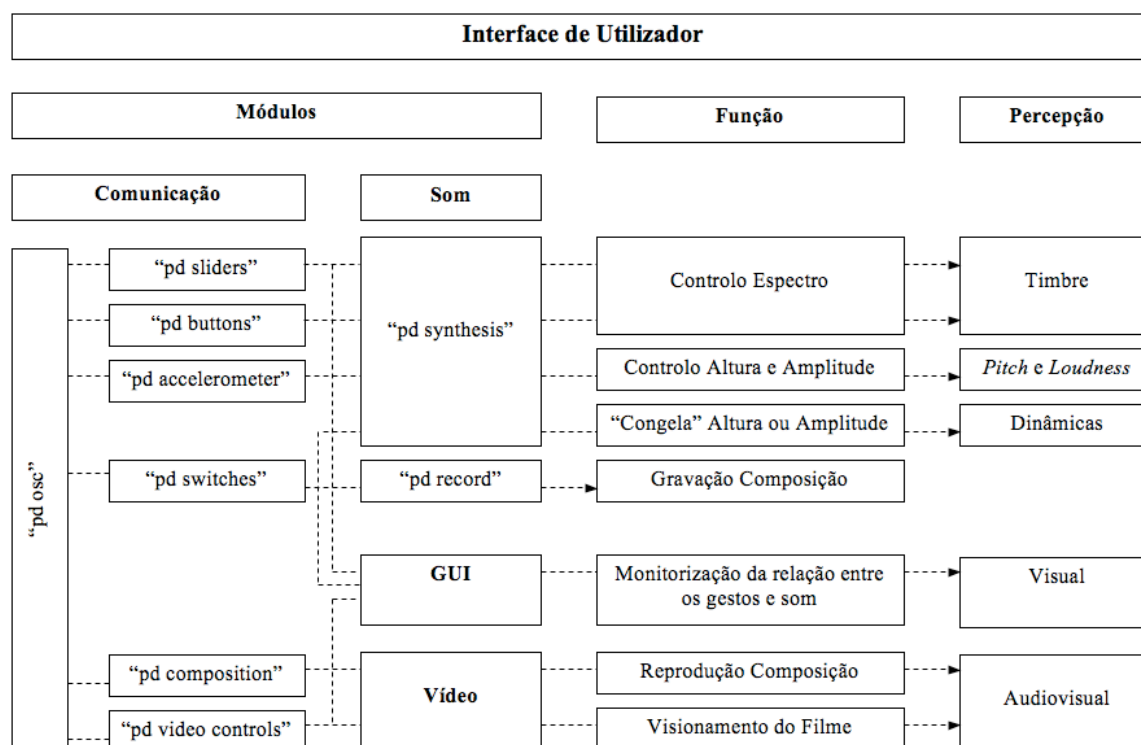 Interface de Utilizador
Módulos
Função
Percepção
Comunicação
Som
“pd osc”
“pd sliders”
“pd buttons”
“pd accelerometer”
“pd switches”
“pd composition”
“pd video controls”
“pd synthesis”
“pd record”
GUI
Vídeo
Controlo Espectro
Controlo Altura e Amplitude
“Congela” Altura ou Amplitude
Gravação Composição
Monitorização da relação entre
os gestos e som
Reprodução Composição
Visionamento do Filme
Timbre
Pitch e Loudness
Dinâmicas
Visual
Audiovisual